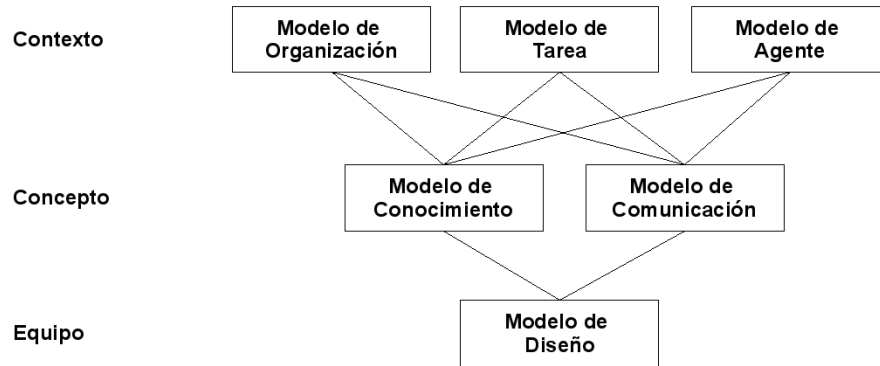 Contexto
Modelo de
Organización
Modelo de
Tarea
Modelo de
Agente
Concepto
Modelo de
Conocimiento
Modelo de
Comunicación
Equipo
Modelo de
Diseño